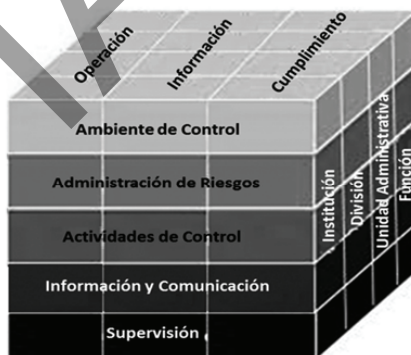 Operación
Información
Cumplimiento
Ambiente de Control
Administración de Riesgos
Actividades de Control
Información y Comunicación
Supervisión
Institución
División
Unidad Administrativa
Función